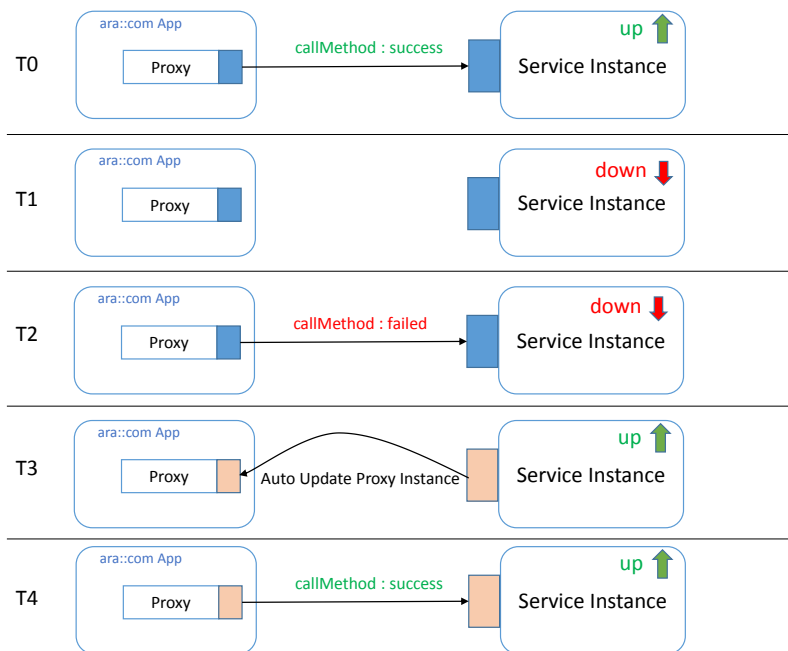 ara::com App
up
T0
Proxy
callMethod : success
Service Instance
ara::com App
down
T1
Proxy
Service Instance
ara::com App
down
T2
Proxy
callMethod : failed
Service Instance
ara::com App
up
T3
Proxy
Auto Update Proxy Instance
Service Instance
ara::com App
up
T4
Proxy
callMethod : success
Service Instance